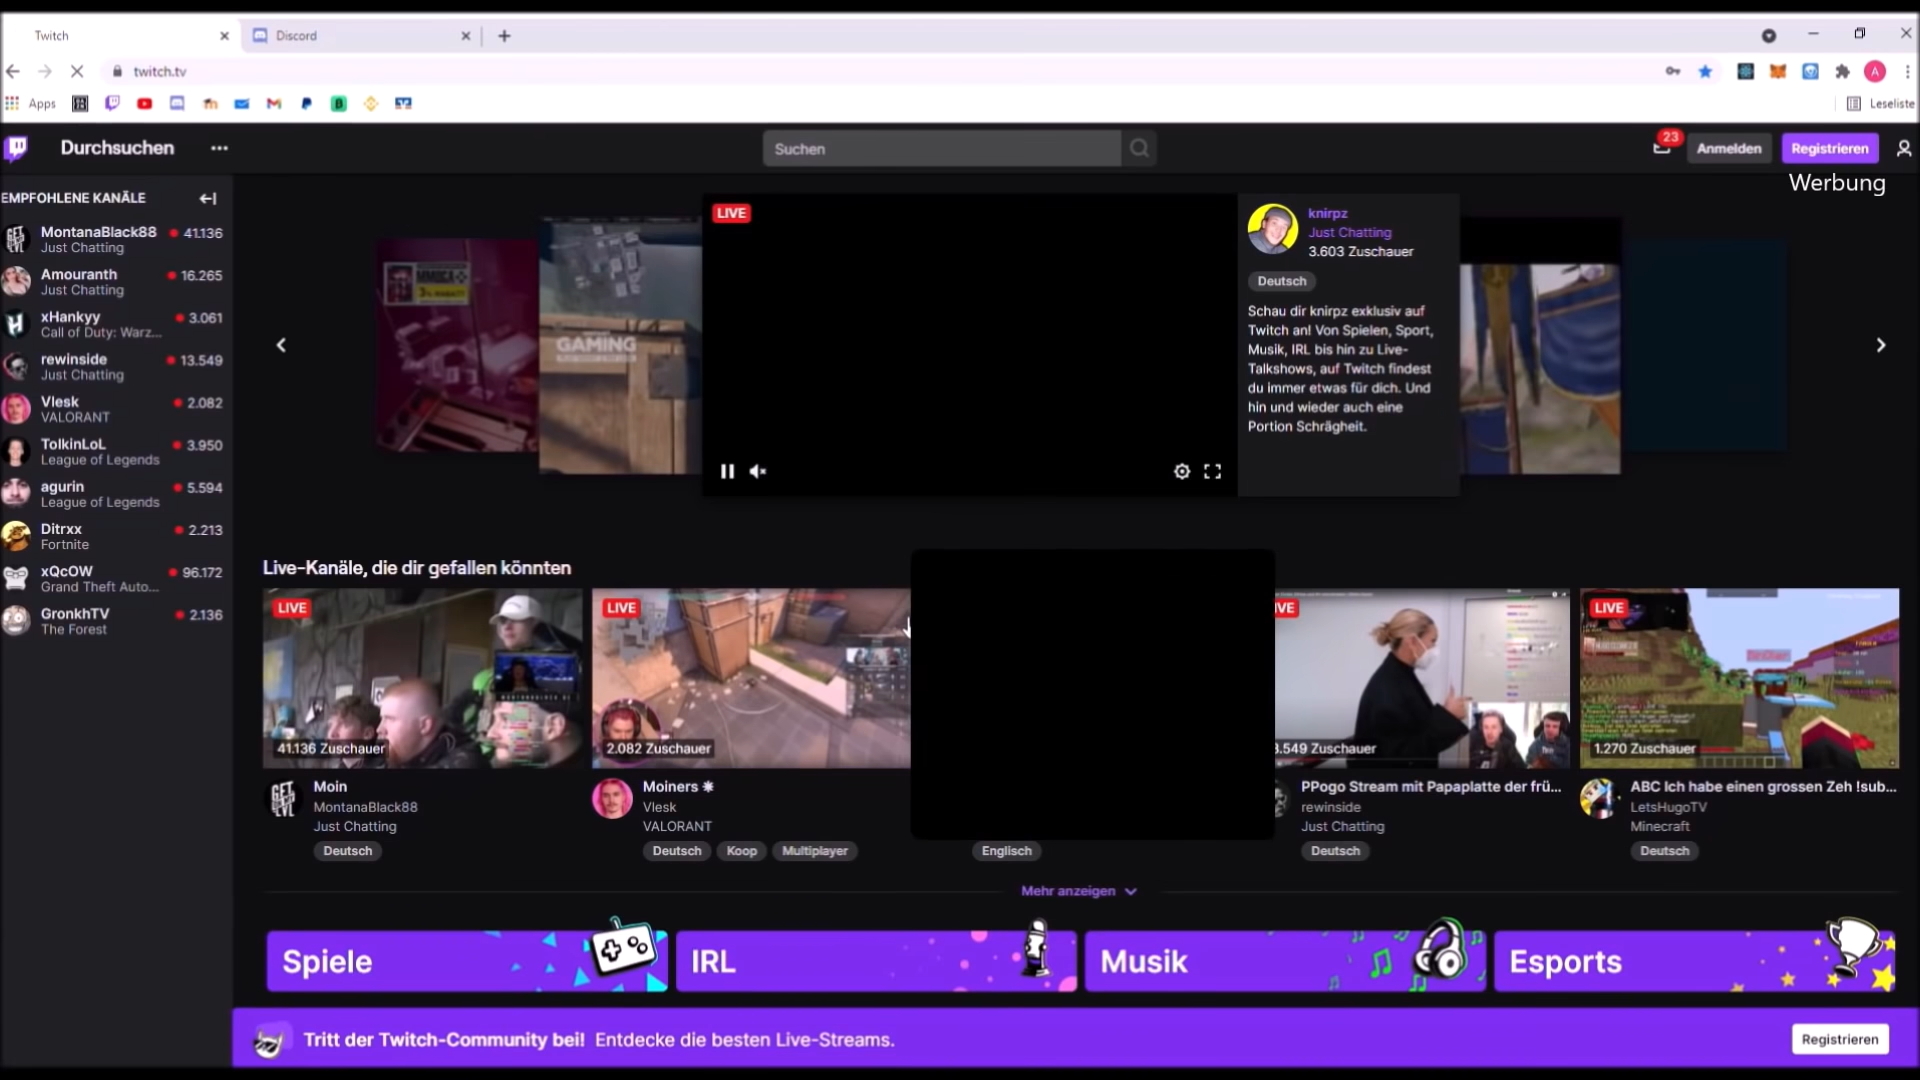 Twitch
Discord
twitch.tv
Apps
Leseliste
Durchsuchen
Suchen
23
Anmelden
Registrieren
Werbung
EMPFOHLENE KANÄLE
MontanaBlack88
41.136
Just Chatting
Amouranth
16.265
Just Chatting
xHankyy
3.061
Call of Duty: Warz...
rewinside
13.549
Just Chatting
Vlesk
2.082
VALORANT
TolkinLoL
3.950
League of Legends
agurin
5.594
League of Legends
Ditrxx
2.213
Fortnite
xQcOW
96.172
Grand Theft Auto...
GronkhTV
2.136
The Forest
GAMING
LIVE
knirpz
Just Chatting
3.603 Zuschauer
Deutsch
Schau dir knirpz exklusiv auf
Twitch an! Von Spielen, Sport,
Musik, IRL bis hin zu Live-
Talkshows, auf Twitch findest
du immer etwas für dich. Und
hin und wieder auch eine
Portion Schrägheit.
Live-Kanäle, die dir gefallen könnten
LIVE
41.136 Zuschauer
Moin
MontanaBlack88
Just Chatting
Deutsch
LIVE
2.082 Zuschauer
Moiners ✱
Vlesk
VALORANT
Deutsch
Koop
Multiplayer
Englisch
IVE
3.549 Zuschauer
PPogo Stream mit Papaplatte der frü...
rewinside
Just Chatting
Deutsch
LIVE
1.270 Zuschauer
ABC Ich habe einen grossen Zeh !sub...
LetsHugoTV
Minecraft
Deutsch
Mehr anzeigen
Spiele
IRL
Musik
Esports
Tritt der Twitch-Community bei! Entdecke die besten Live-Streams.
Registrieren